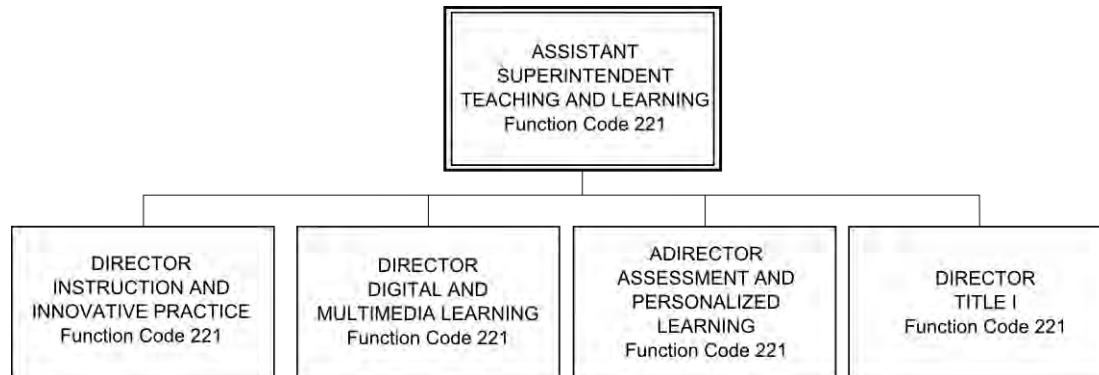 ASSISTANT
SUPERINTENDENT
TEACHING AND LEARNING
Function Code 221
DIRECTOR
INSTRUCTION AND
INNOVATIVE PRACTICE
Function Code 221
DIRECTOR
DIGITAL AND
MULTIMEDIA LEARNING
Function Code 221
ADIRECTOR
ASSESSMENT AND
PERSONALIZED
LEARNING
Function Code 221
DIRECTOR
TITLE I
Function Code 221